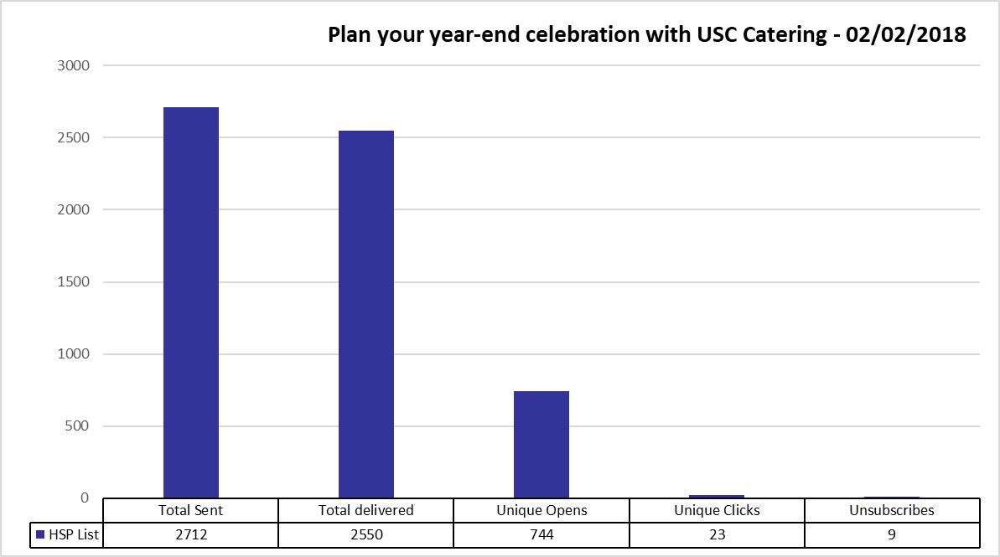 Plan your year-end celebration with USC Catering - 02/02/2018
3000
2500
2000
1500
1000
500
0
Total Sent Total delivered Unique Opens Unique Clicks Unsubscribes
HSP List 2712 2550 744 23 9